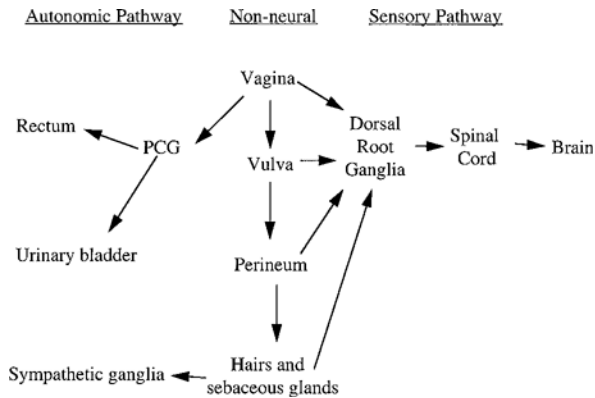 Autonomic Pathway
Non-neural
Sensory Pathway
Vagina
Rectum
PCG
Dorsal
Root
Ganglia
Spinal
Cord
Brain
Vulva
Urinary bladder
Perineum
Sympathetic ganglia
Hairs and
sebaceous glands